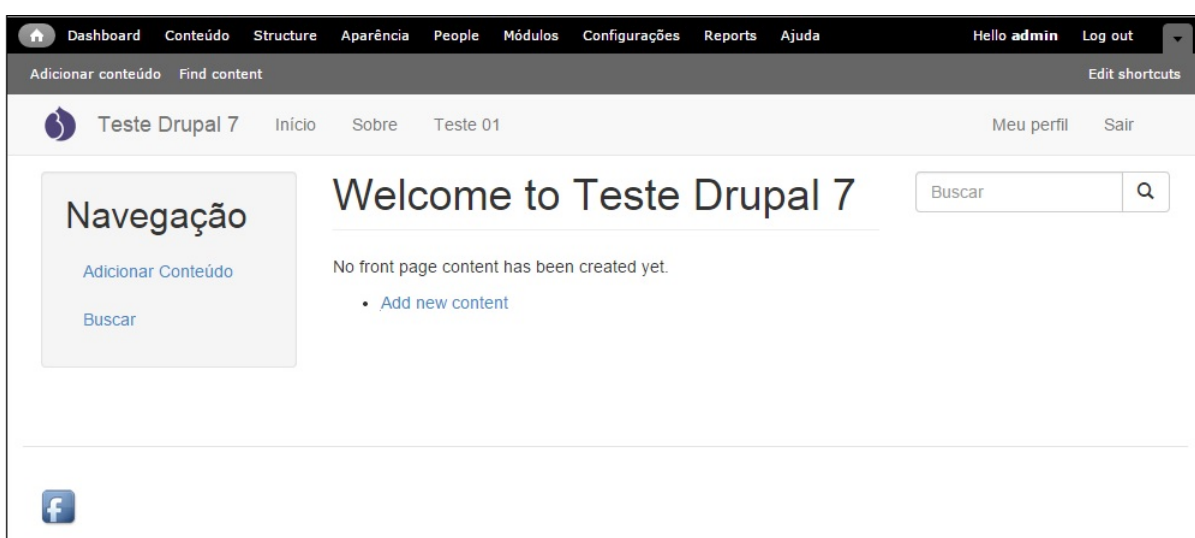 Dashboard Conteúdo Structure Aparência People Módulos Configurações Reports Ajuda Hello admin Log out
Adicionar conteúdo Find content Edit shortcuts
Teste Drupal 7 Início Sobre Teste 01 Meu perfil Sair
Navegação
Adicionar Conteúdo
Buscar
Welcome to Teste Drupal 7
No front page content has been created yet.
Add new content
Buscar